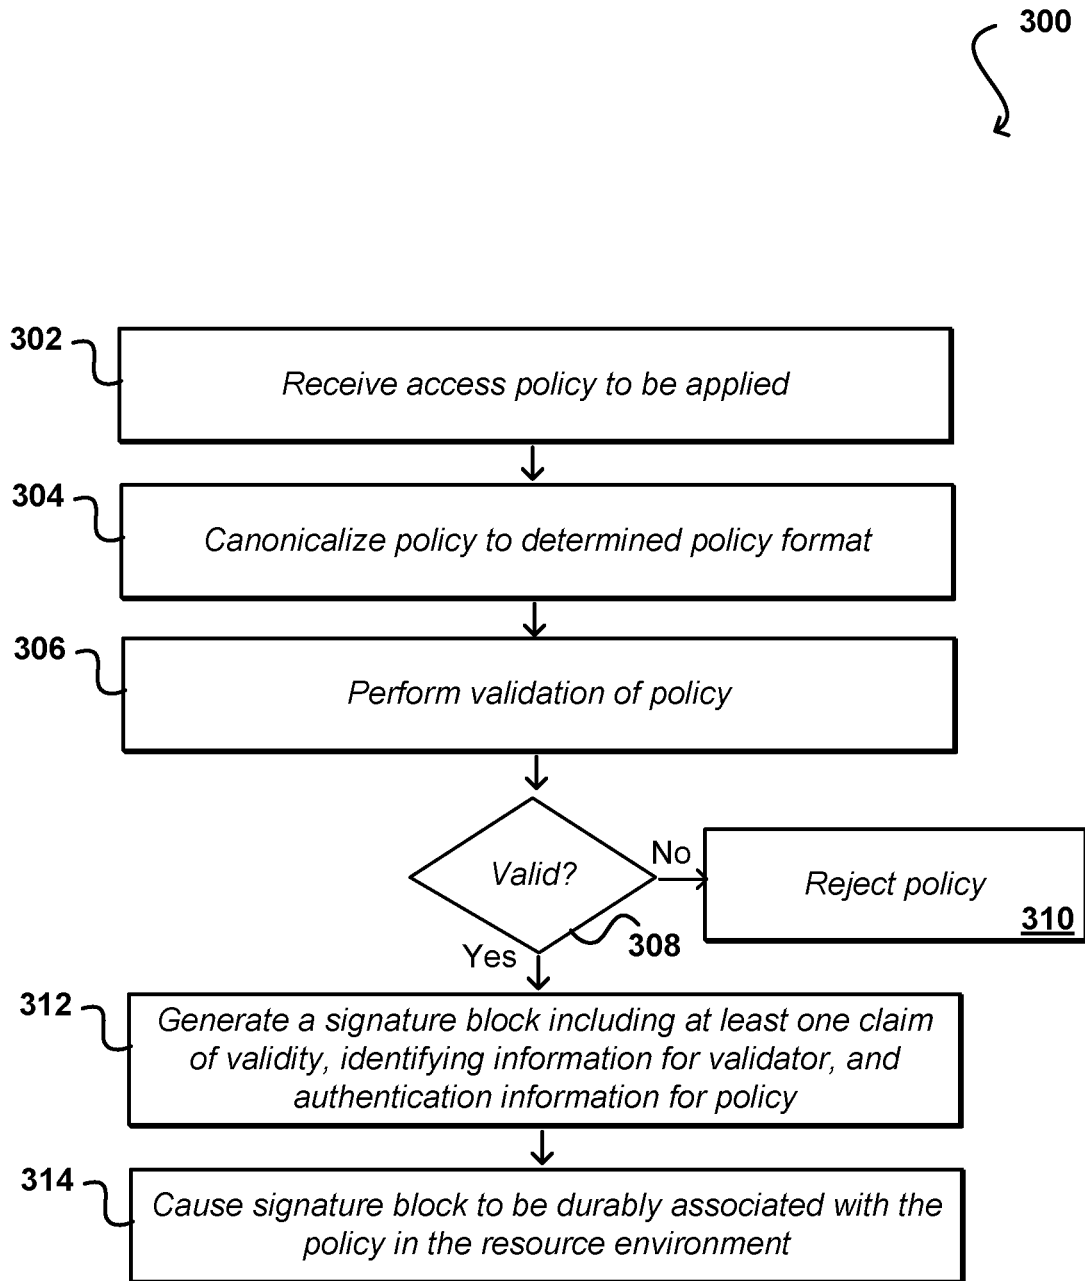 300
302
Receive access policy to be applied
304
Canonicalize policy to determined policy format
306
Perform validation of policy
Valid?
No
Reject policy
310
308
Yes
312
Generate a signature block including at least one claim
of validity, identifying information for validator, and
authentication information for policy
314
Cause signature block to be durably associated with the
policy in the resource environment